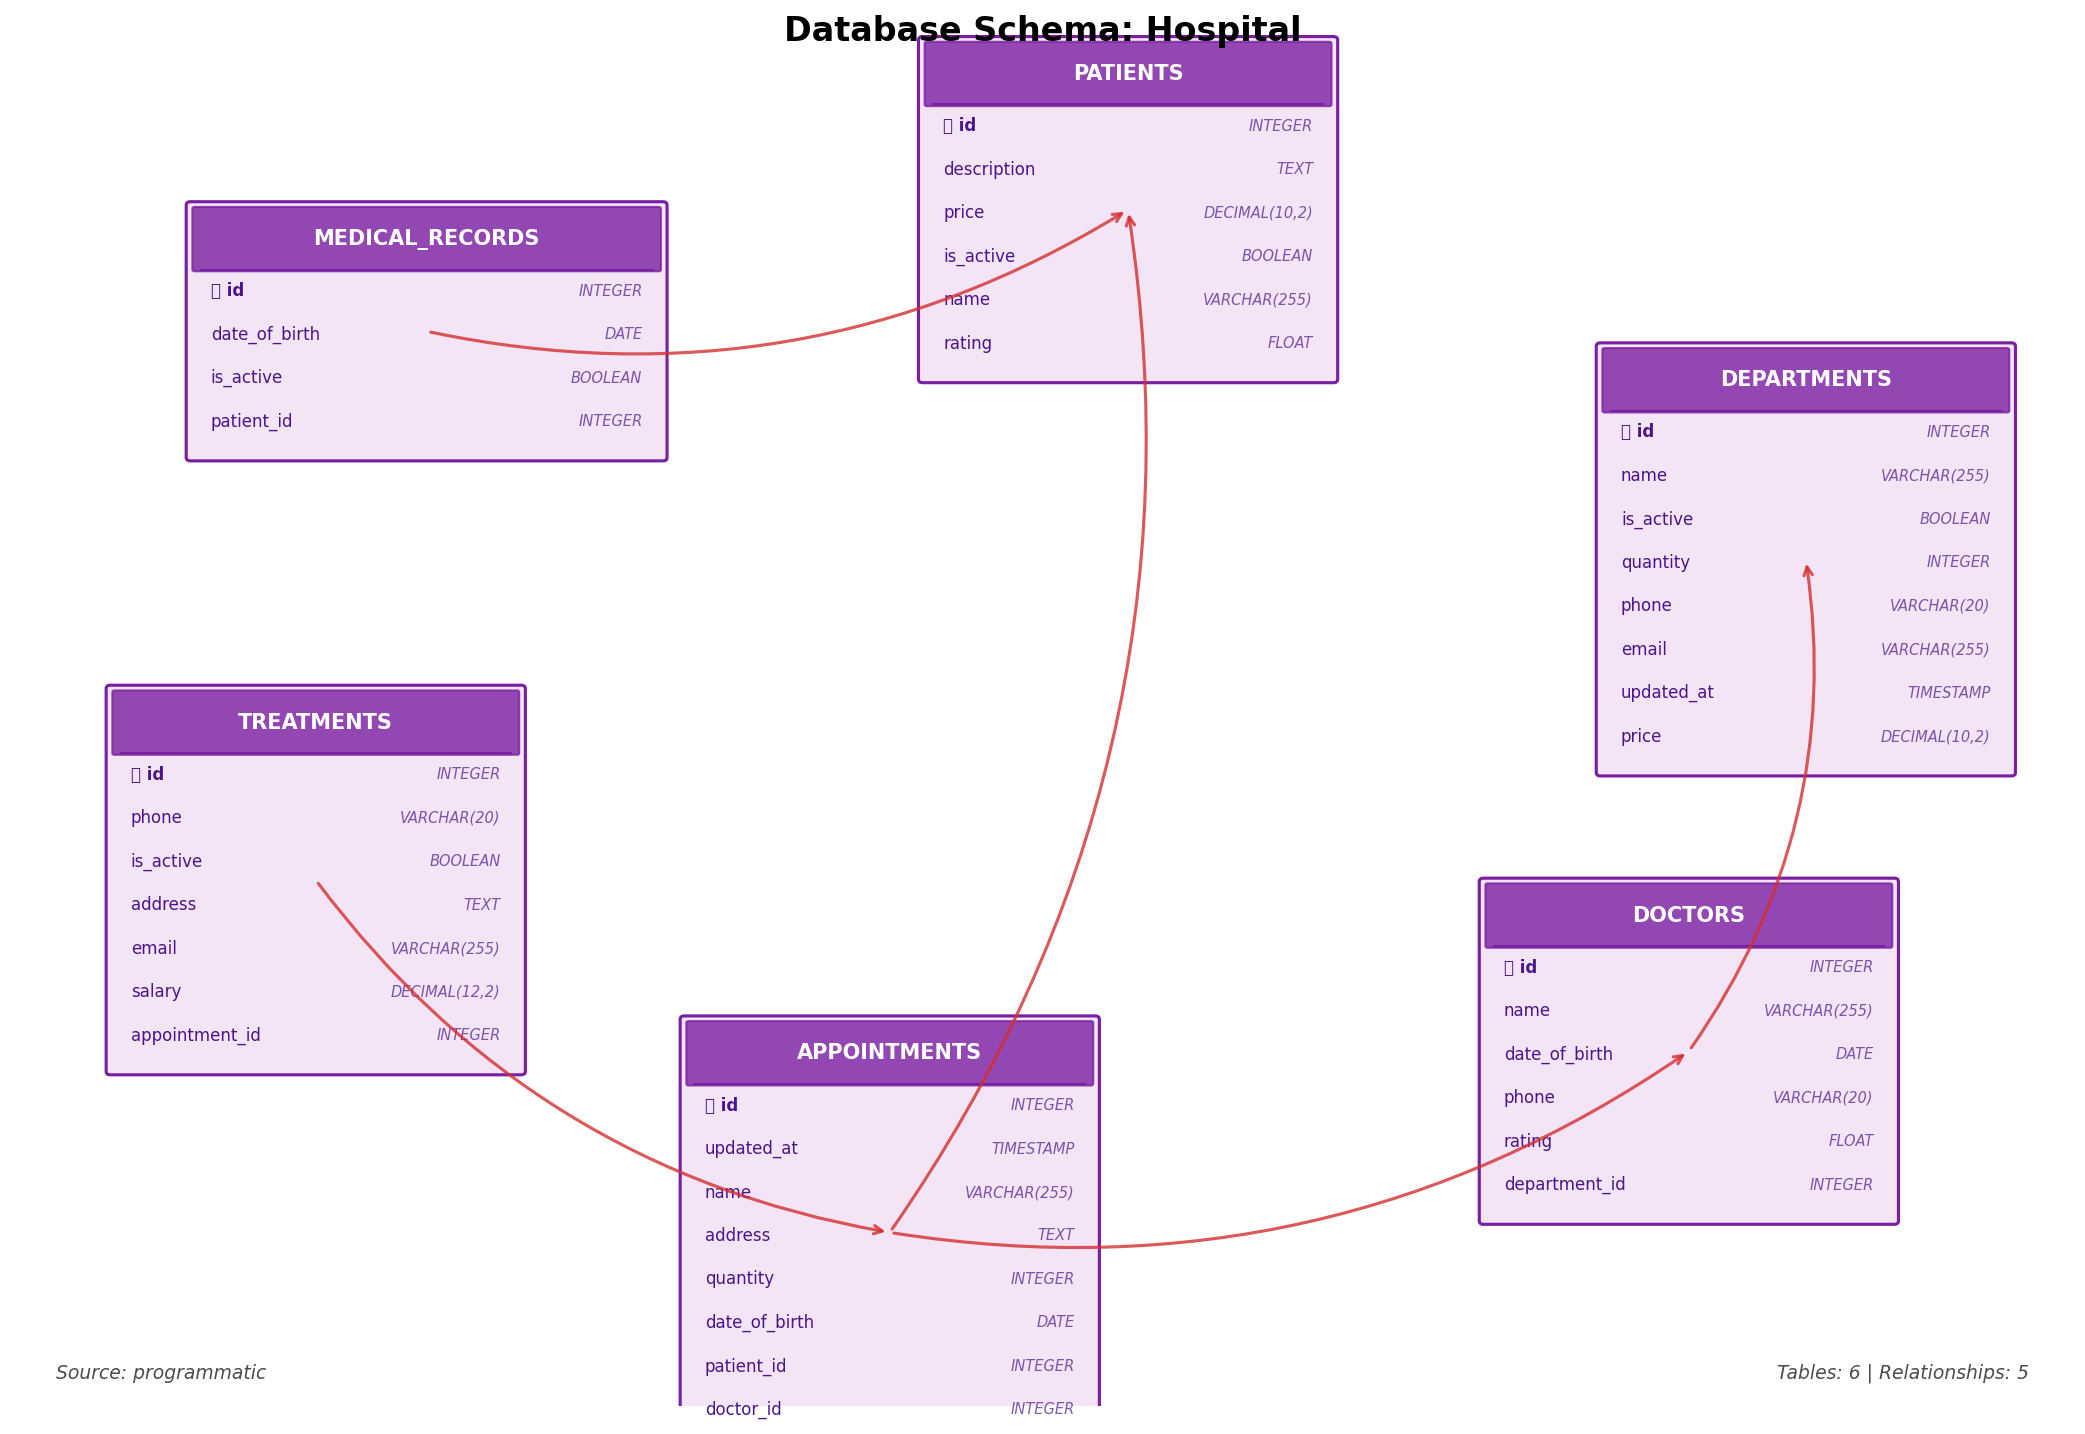 Database Schema: Hospital
PATIENTS
id INTEGER
description TEXT
price DECIMAL(10,2)
is_active BOOLEAN
name VARCHAR(255)
rating FLOAT
MEDICAL_RECORDS
id INTEGER
date_of_birth DATE
is_active BOOLEAN
patient_id INTEGER
DEPARTMENTS
id INTEGER
name VARCHAR(255)
is_active BOOLEAN
quantity INTEGER
phone VARCHAR(20)
email VARCHAR(255)
updated_at TIMESTAMP
price DECIMAL(10,2)
TREATMENTS
id INTEGER
phone VARCHAR(20)
is_active BOOLEAN
address TEXT
email VARCHAR(255)
salary DECIMAL(12,2)
appointment_id INTEGER
DOCTORS
id INTEGER
name VARCHAR(255)
date_of_birth DATE
phone VARCHAR(20)
rating FLOAT
department_id INTEGER
APPOINTMENTS
id INTEGER
updated_at TIMESTAMP
name VARCHAR(255)
address TEXT
quantity INTEGER
date_of_birth DATE
patient_id INTEGER
doctor_id INTEGER
Source: programmatic
Tables: 6 | Relationships: 5